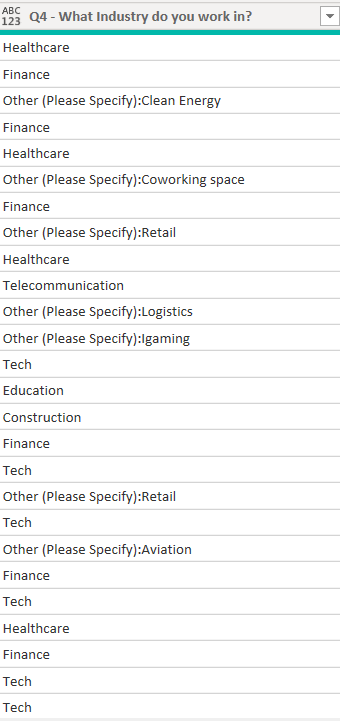 ABC
123
Q4 - What Industry do you work in?
Healthcare
Finance
Other (Please Specify):Clean Energy
Finance
Healthcare
Other (Please Specify):Coworking space
Finance
Other (Please Specify):Retail
Healthcare
Telecommunication
Other (Please Specify):Logistics
Other (Please Specify):Igaming
Tech
Education
Construction
Finance
Tech
Other (Please Specify):Retail
Tech
Other (Please Specify):Aviation
Finance
Tech
Healthcare
Finance
Tech
Tech